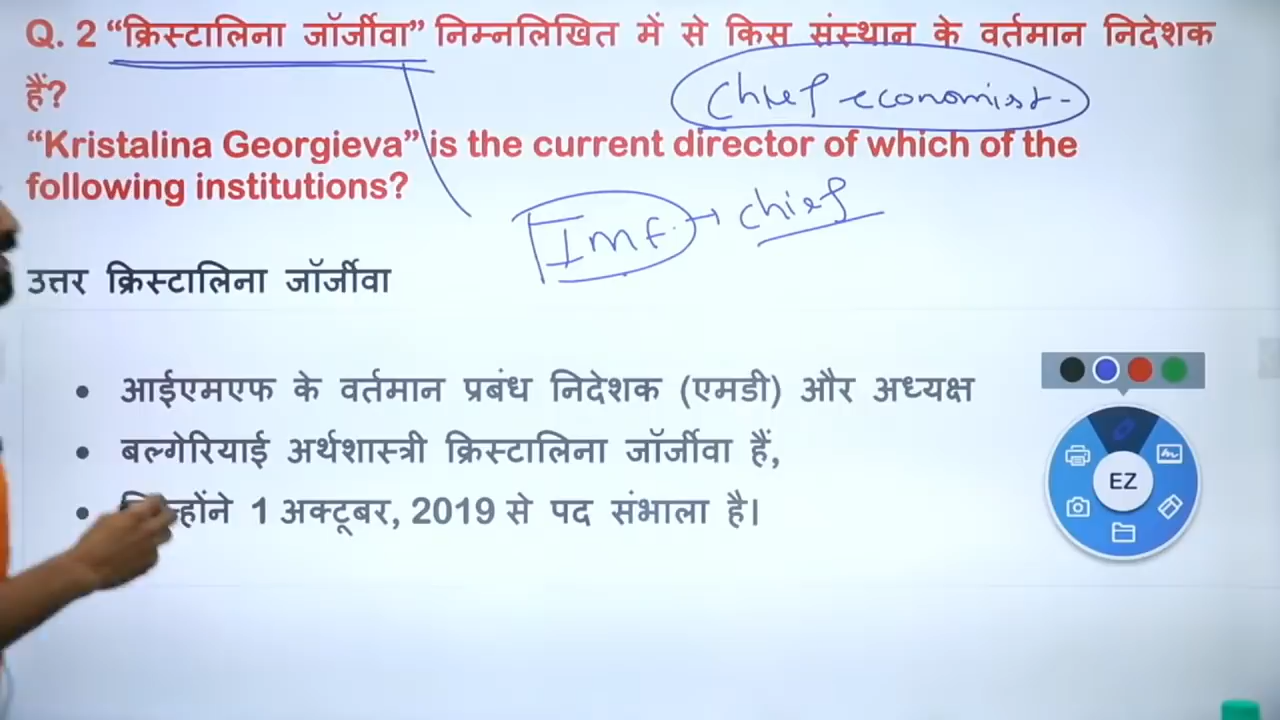 Q. 2 “क्रिस्टालिना जॉर्जीवा” निम्नलिखित में से किस संस्थान के वर्तमान निदेशक
हैं?
Chief economist-
“Kristalina Georgieva” is the current director of which of the
following institutions?
IMF. → chief
उत्तर क्रिस्टालिना जॉर्जीवा
• आईएमएफ के वर्तमान प्रबंध निदेशक (एमडी) और अध्यक्ष
• बल्गेरियाई अर्थशास्त्री क्रिस्टालिना जॉर्जीवा हैं,
• 1 अक्टूबर, 2019 से पद संभाला है।
EZ